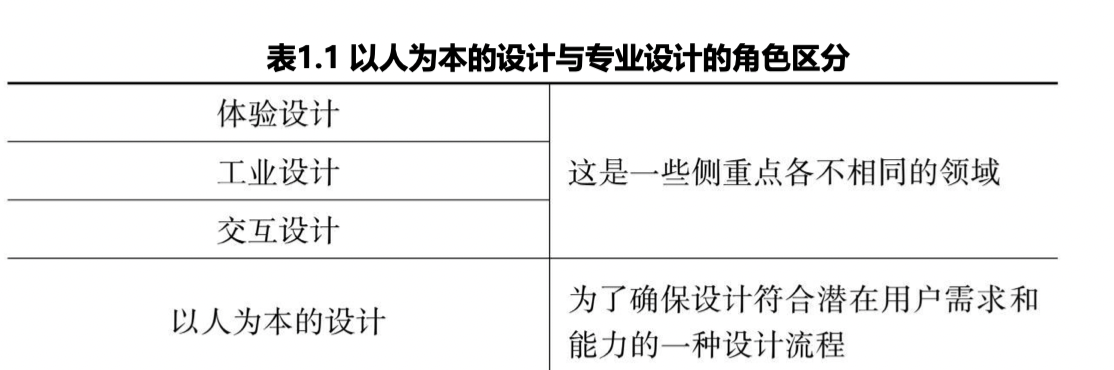 表1.1 以人为本的设计与专业设计的角色区分
体验设计
工业设计
这是一些侧重点各不相同的领域
交互设计
以人为本的设计
为了确保设计符合潜在用户需求和
能力的一种设计流程